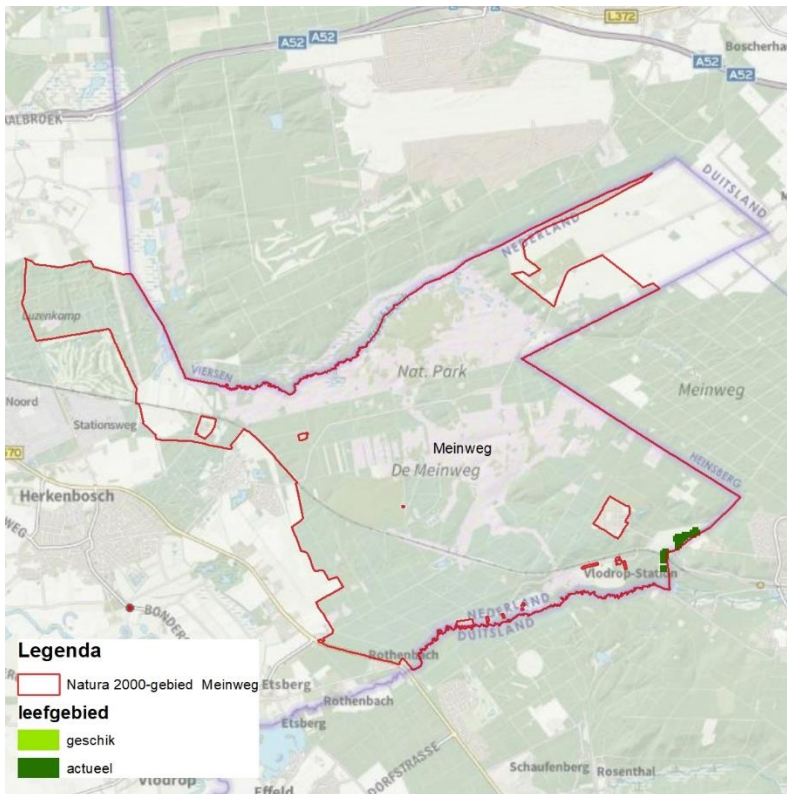 L372
A52 A52
Boscherha
A52
A52
ALBROEK
DUITSLAND
NEDERLAND
Luzenkamp
VIERSEN
Nat. Park
Meinweg
Noord
Stationsweg
Meinweg
De Meinweg
HEINSBERG
Herkenbosch
WEG
Vlodrop-Station
NEDERLAND
DUITSLAND
BONDERS
Rothenbach
Etsberg
Rothenbach
Etsberg
DORFSTRASSE
Schaufenberg
Rosenthal
Vlodrop
Effeld
Legenda
Natura 2000-gebied Meinweg
leefgebied
geschik
actueel